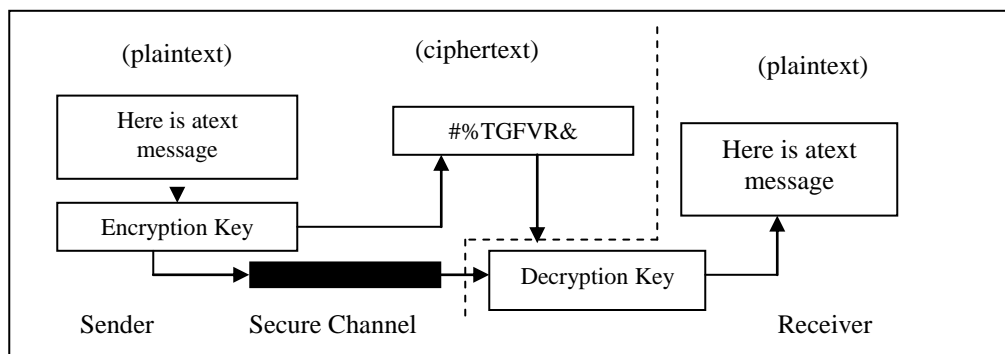 (plaintext)
(ciphertext)
(plaintext)
Here is atext
message
#%TGFVR&
Here is atext
message
Encryption Key
Decryption Key
Sender
Secure Channel
Receiver